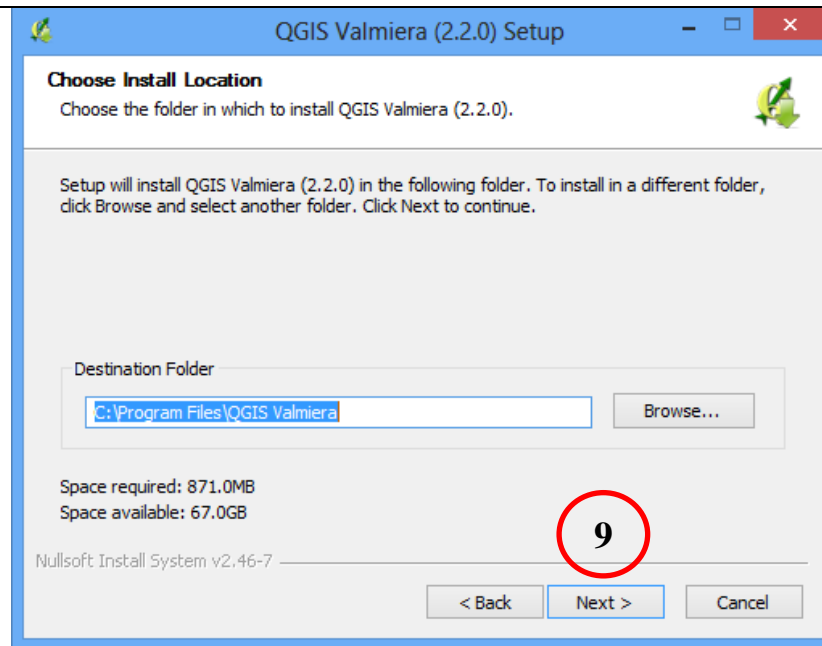 QGIS Valmiera (2.2.0) Setup
Choose Install Location
Choose the folder in which to install QGIS Valmiera (2.2.0).
Setup will install QGIS Valmiera (2.2.0) in the following folder. To install in a different folder,
click Browse and select another folder. Click Next to continue.
Destination Folder
C:\Program Files\QGIS Valmiera
Browse...
Space required: 871.0MB
Space available: 67.0GB
9
Nullsoft Install System v2.46-7
< Back
Next >
Cancel